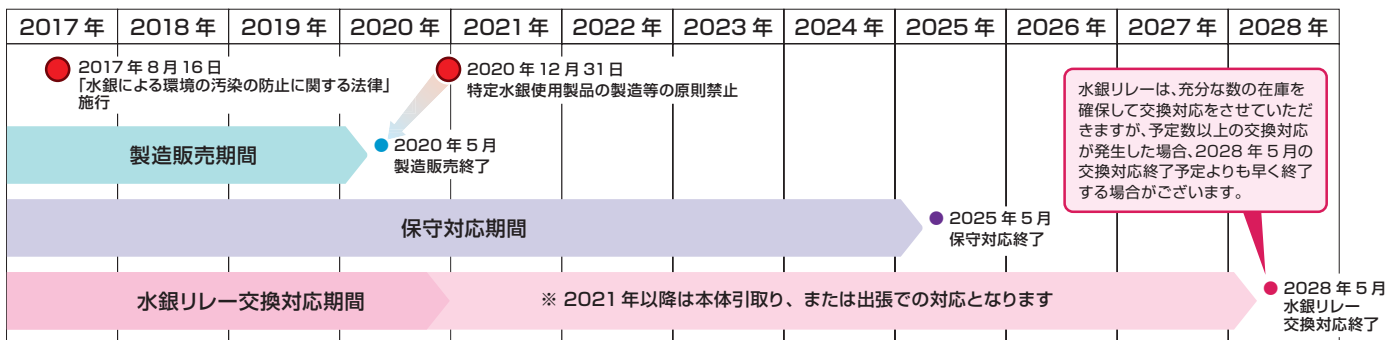 2017年 2018年 2019年 2020年 2021年 2022年 2023年 2024年 2025年 2026年 2027年 2028年
2017年8月16日
「水銀による環境の汚染の防止に関する法律」
施行
2020年12月31日
特定水銀使用製品の製造等の原則禁止
水銀リレーは、充分な数の在庫を
確保して交換対応をさせていただ
きますが、予定数以上の交換対応
が発生した場合、2028年5月の
交換対応終了予定よりも早く終了
する場合がございます。
製造販売期間
2020年5月
製造販売終了
保守対応期間
2025年5月
保守対応終了
水銀リレー交換対応期間
※ 2021年以降は本体引取り、または出張での対応となります
2028年5月
水銀リレー
交換対応終了